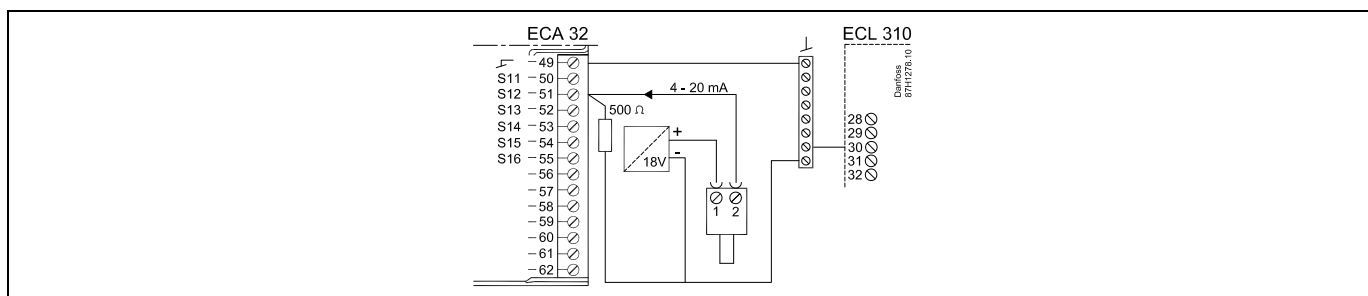 ECA 32
ECL 310
49
S11 - 50
S12 - 51
S13 - 52
S14 - 53
S15 - 54
S16 - 55
- 56
- 57
- 58
- 59
- 60
- 61
- 62
4 - 20 mA
500 Ω
+
-
18V
1 2
Danfoss
87H1278.10
28
29
30
31
32